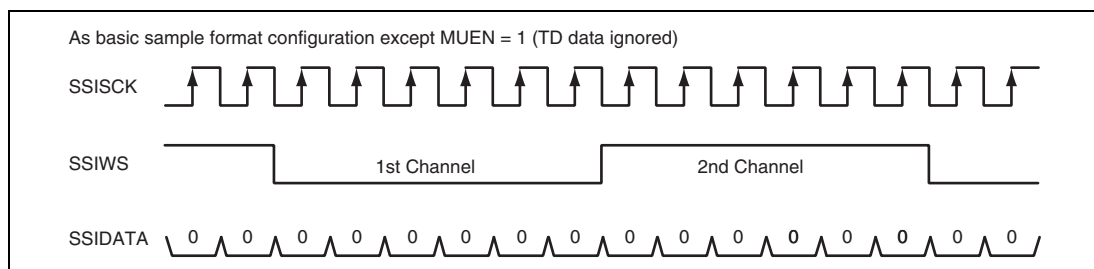 As basic sample format configuration except MUEN = 1 (TD data ignored)
SSISCK
SSIWS 1st Channel 2nd Channel
SSIDATA 0 0 0 0 0 0 0 0 0 0 0 0 0 0 0 0